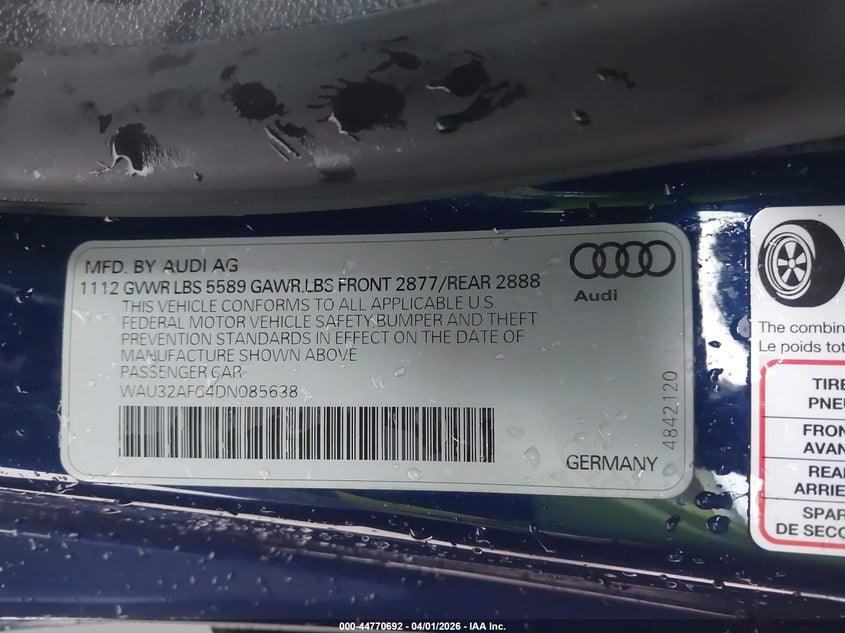 MFD. BY AUDI AG
1112 GVWR LBS 5589 GAWR.LBS FRONT 2877/REAR 2888
THIS VEHICLE CONFORMS TO ALL APPLICABLE U.S.
FEDERAL MOTOR VEHICLE SAFETY,BUMPER AND THEFT
PREVENTION STANDARDS IN EFFECT ON THE DATE OF
MANUFACTURE SHOWN ABOVE
PASSENGER CAR
WAU32AFC4DN085638
Audi
4842120
GERMANY
The combin
Le poids tot
TIRE
PNEU
FRON
AVAN
REAR
ARRIE
SPAR
DE SECO
000-44770692 - 04/01/2026 - IAA Inc.